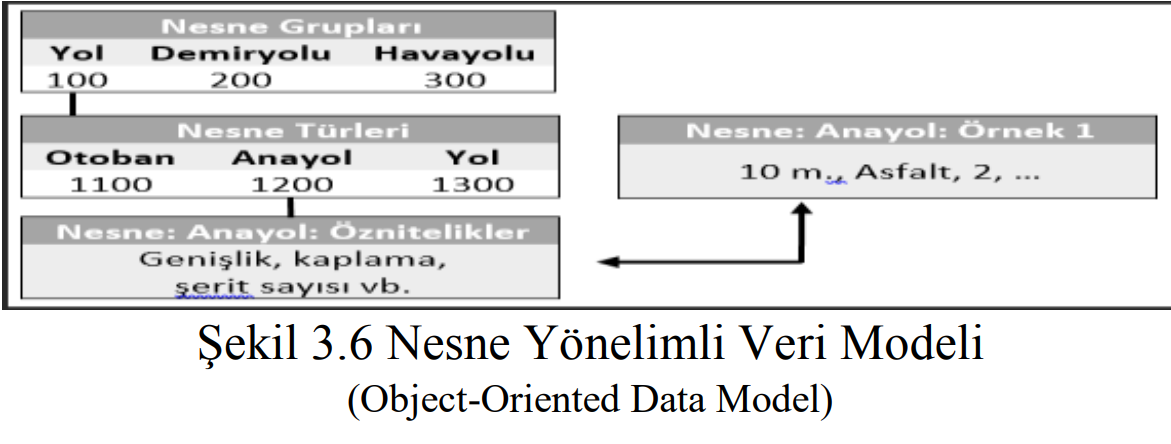 Nesne Grupları
Yol Demiryolu Havayolu
100 200 300
Nesne Türleri
Otoban Anayol Yol
1100 1200 1300
Nesne: Anayol: Öznitelikler
Genişlik, kaplama,
şerit sayısı vb.
Nesne: Anayol: Örnek 1
10 m., Asfalt, 2, ...
Şekil 3.6 Nesne Yönelimli Veri Modeli
(Object-Oriented Data Model)